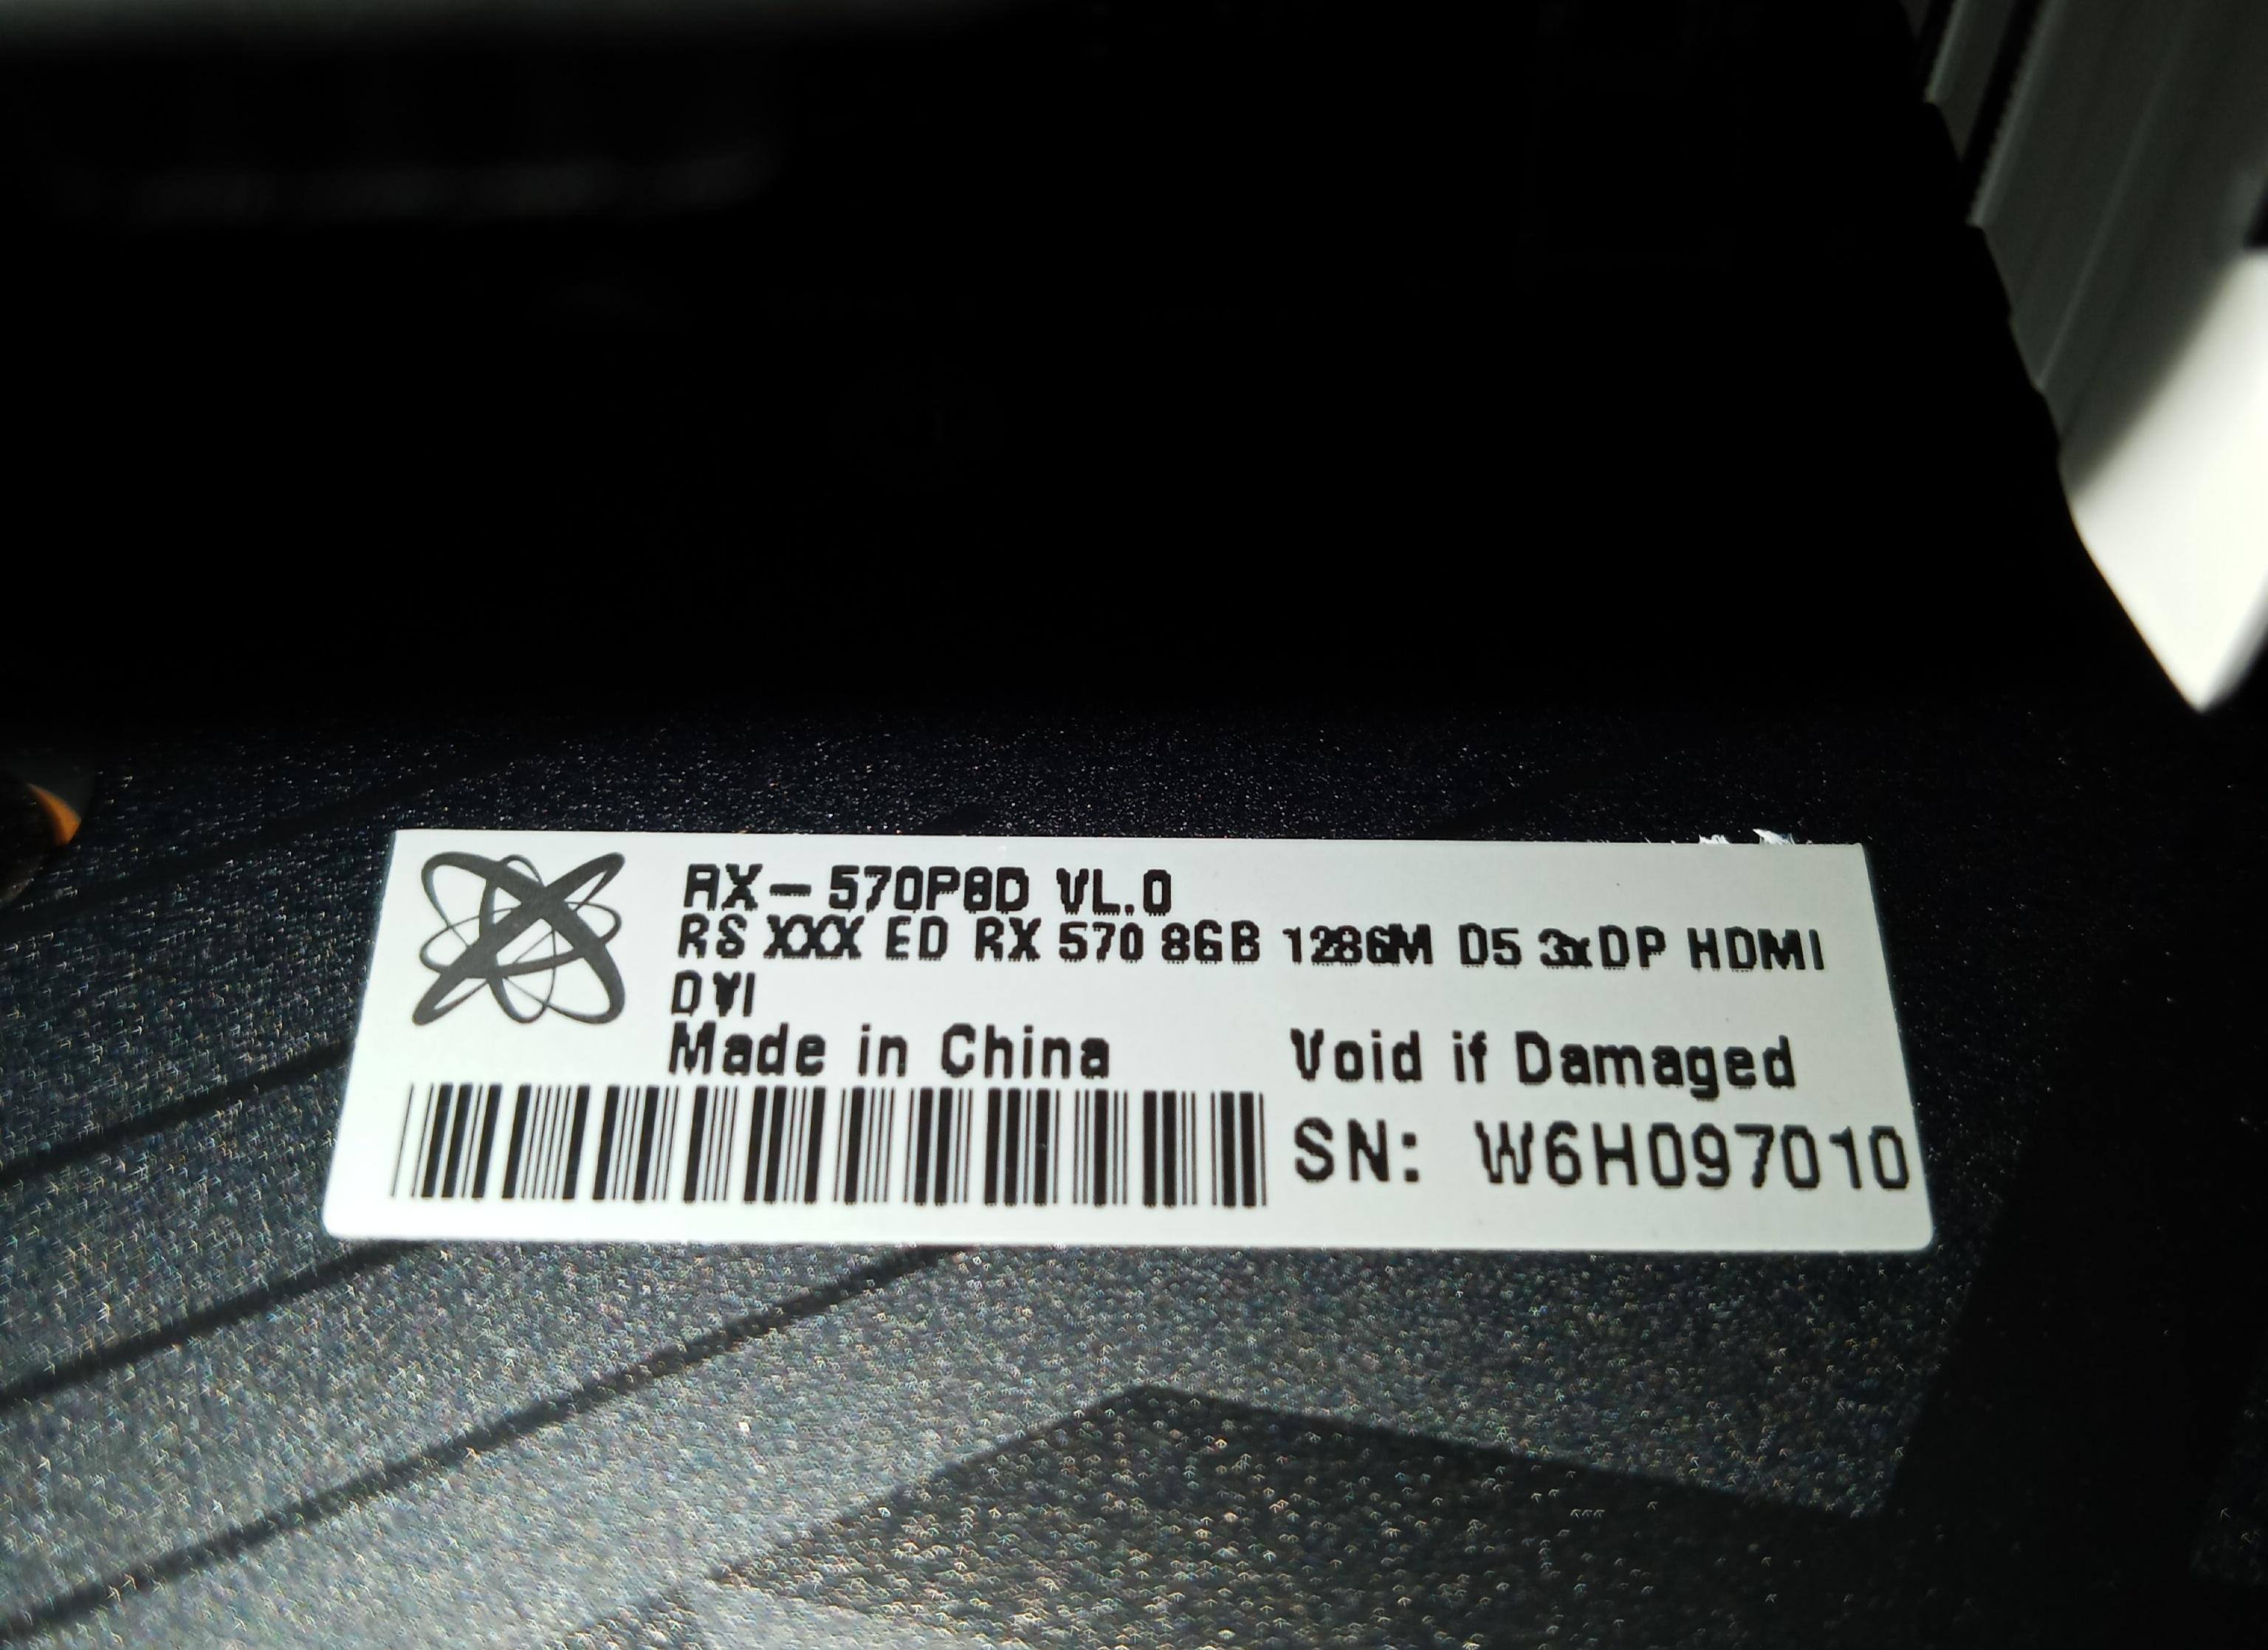 RX-570P8D VL.0
RS XXX ED RX 570 8GB 1286M D5 3xDP HDMI
DVI
Made in China
Void if Damaged
SN: W6H097010